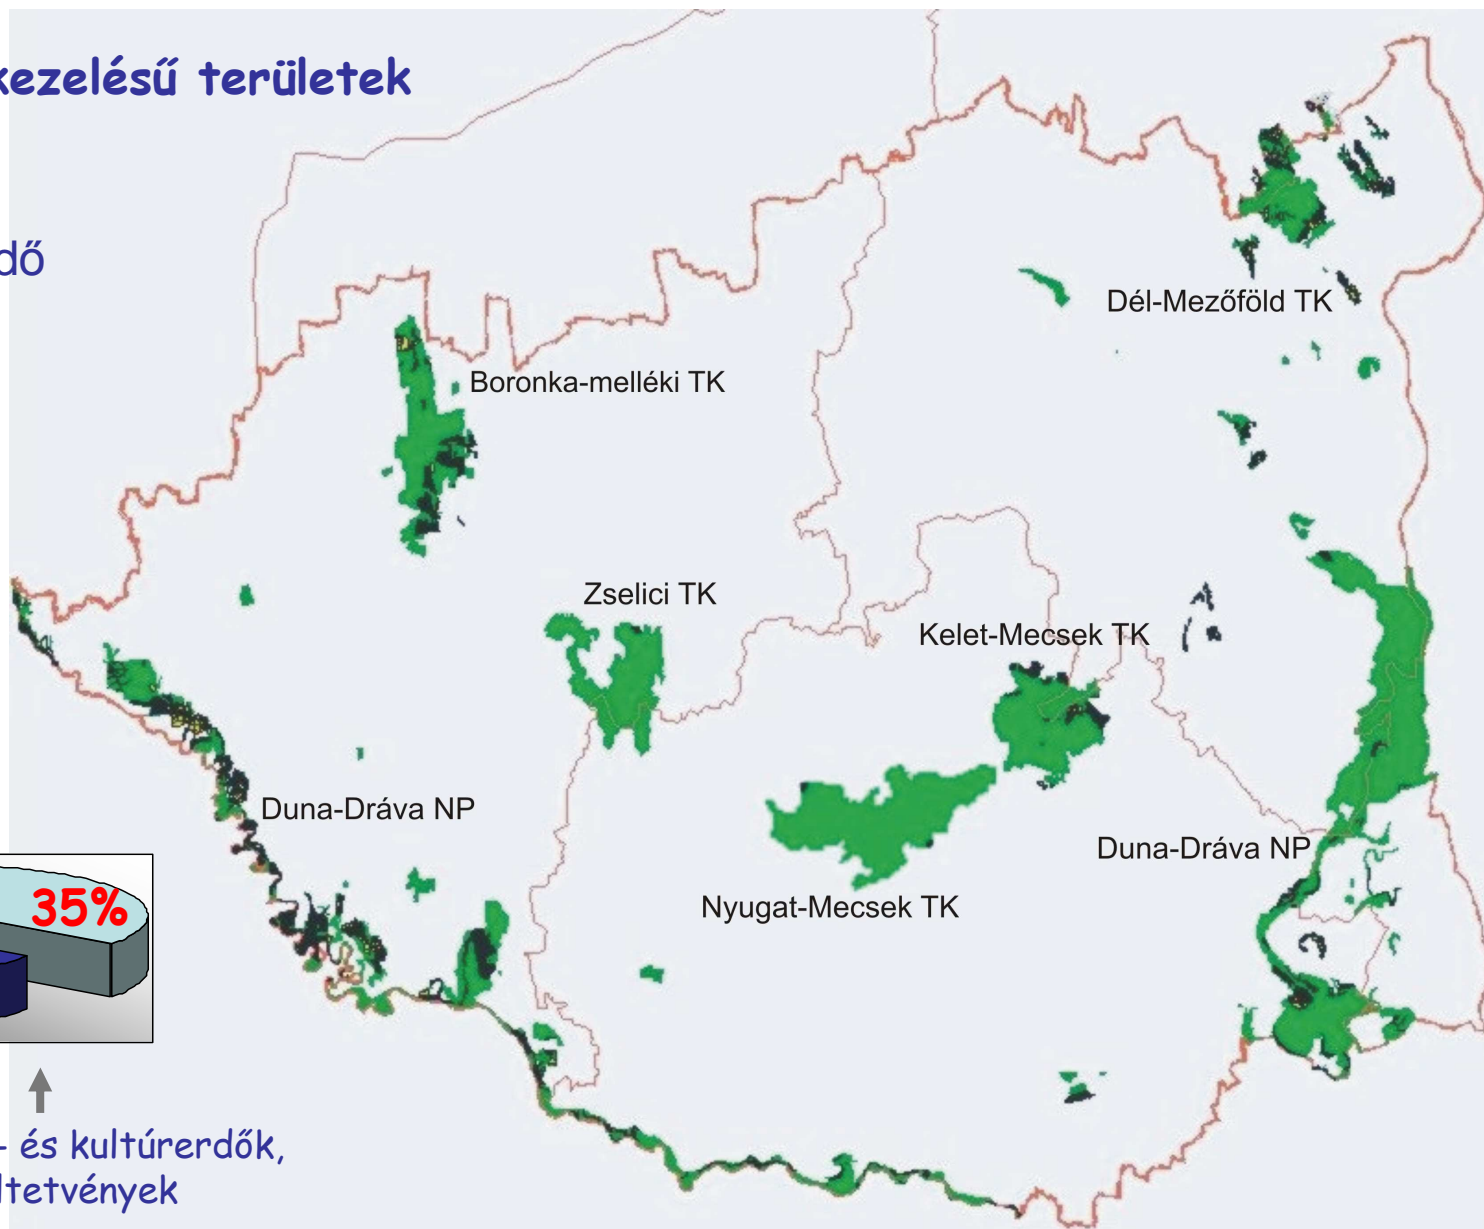 kezelésű területek
dő
Dél-Mezőföld TK
Boronka-melléki TK
Zselici TK
Kelet-Mecsek TK
Duna-Dráva NP
Duna-Dráva NP
35%
Nyugat-Mecsek TK
- és kultúrerdők,
ltetvények